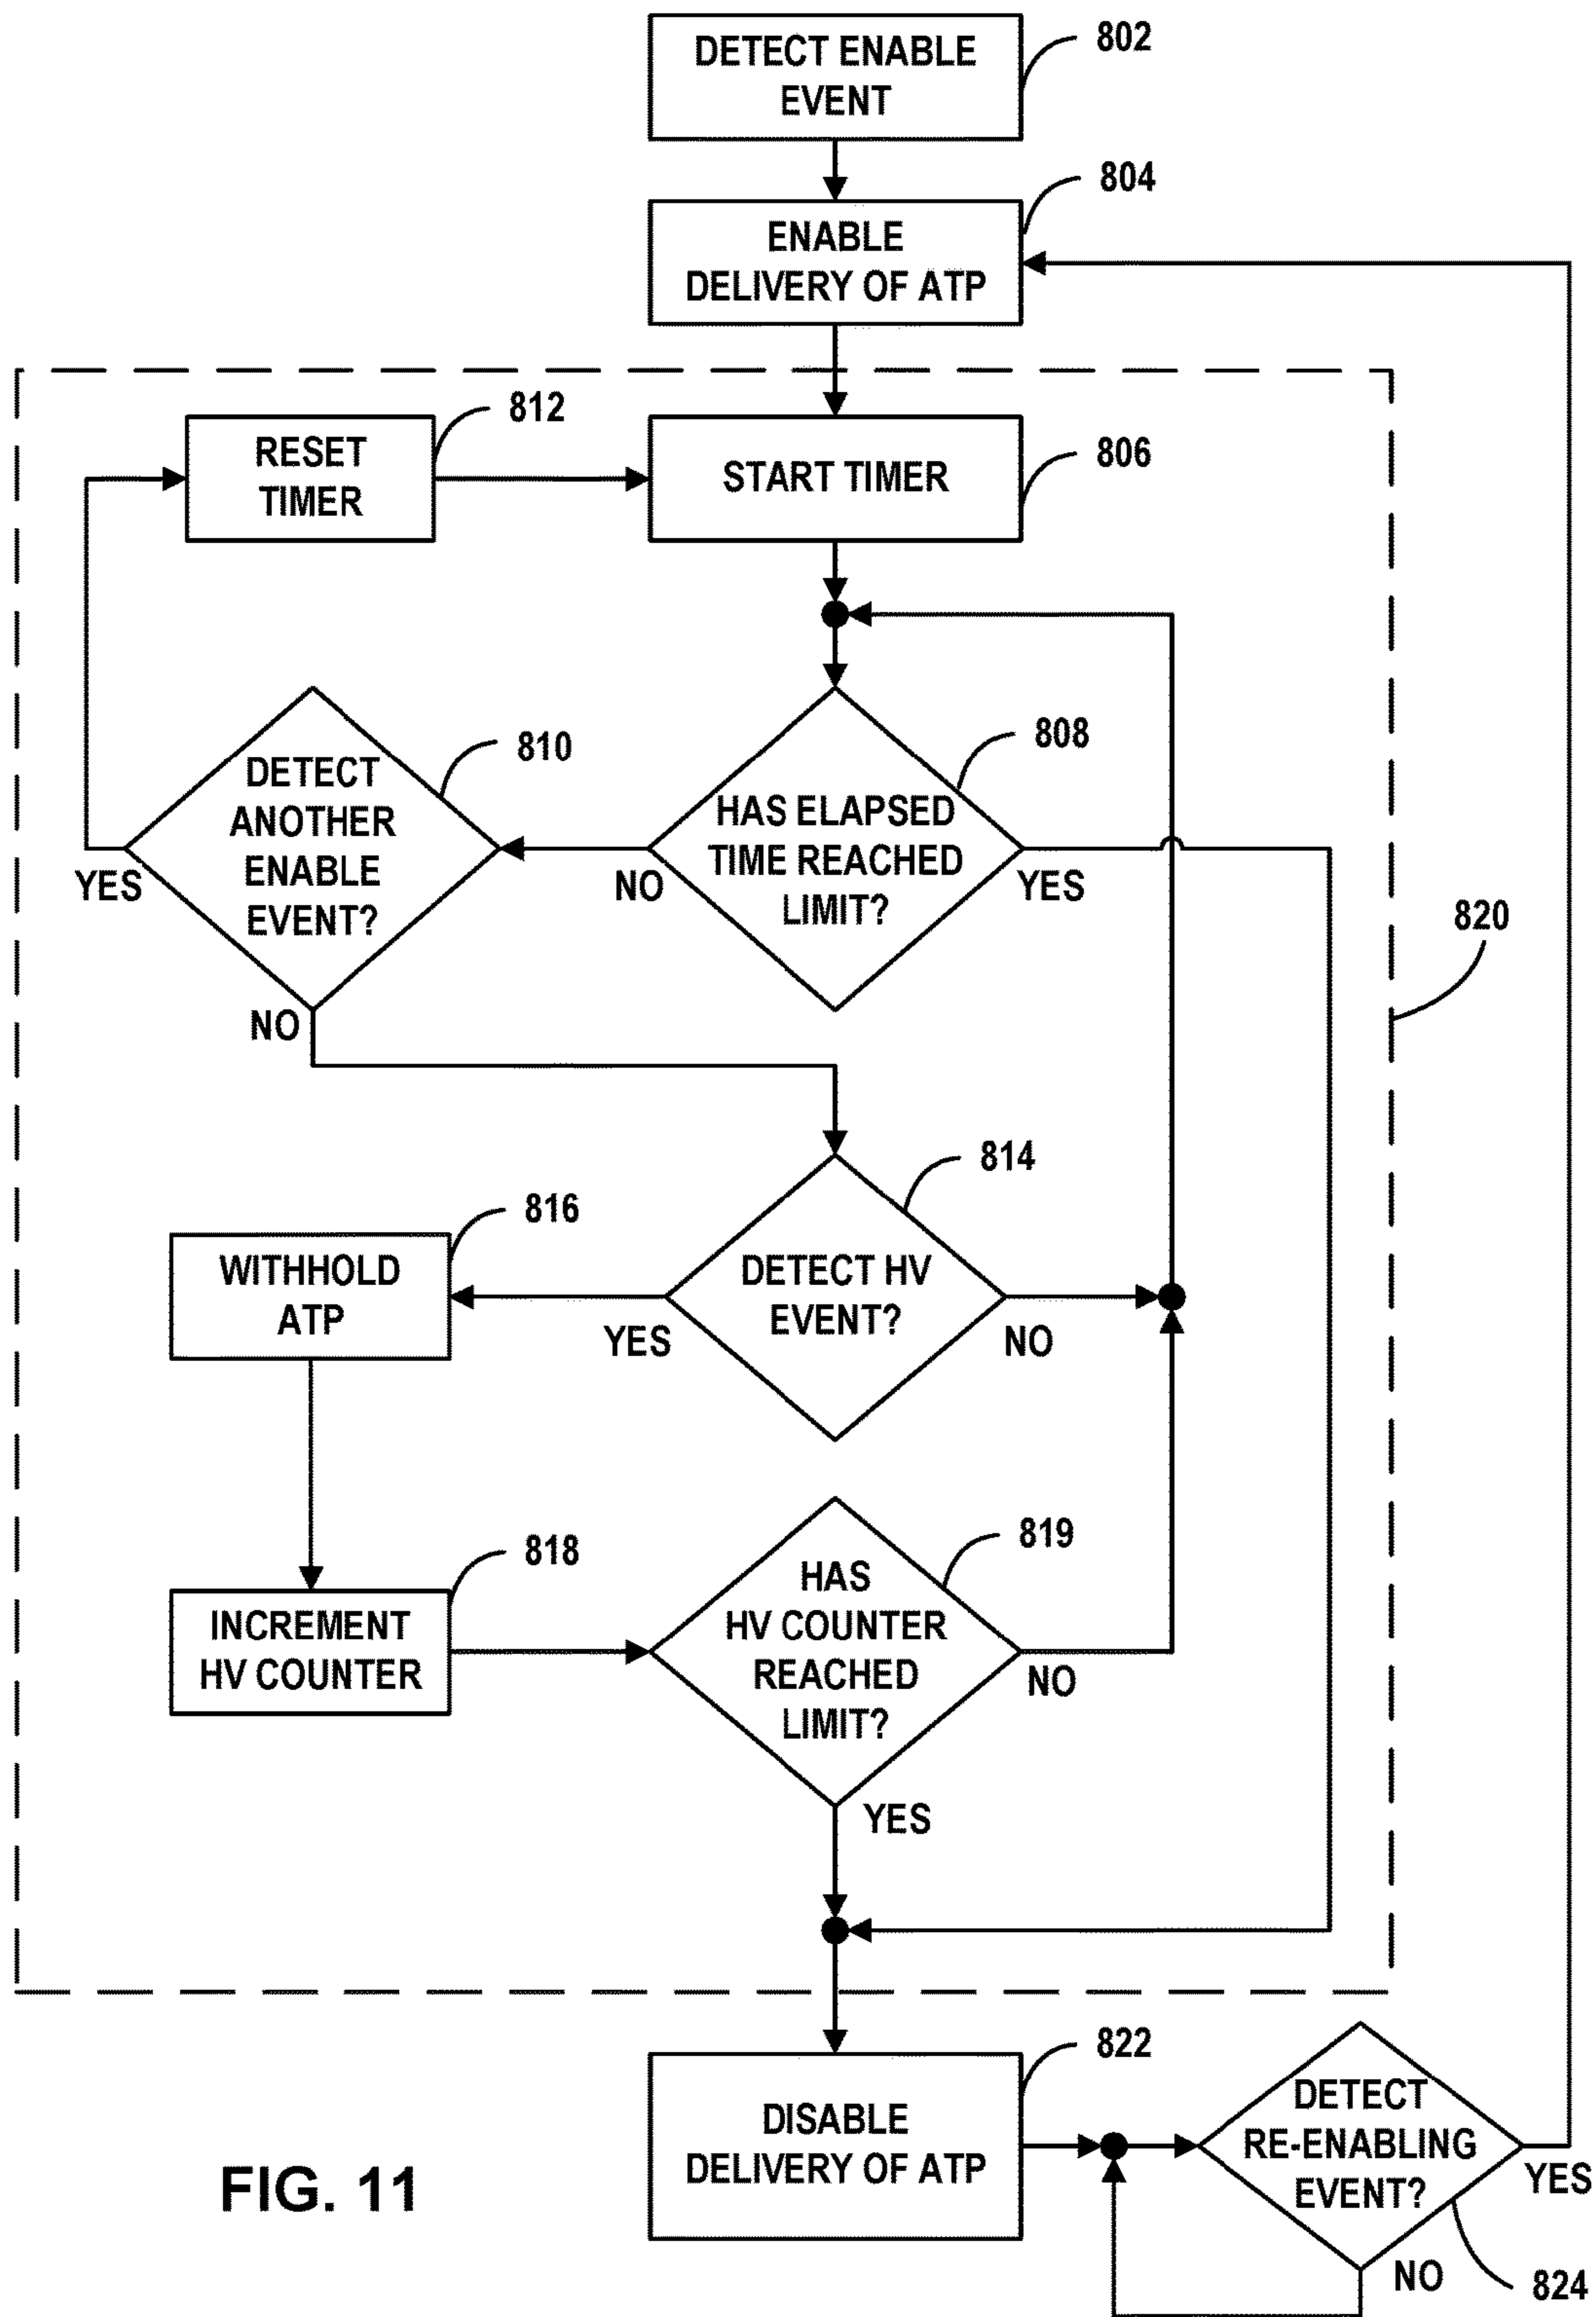 DETECT ENABLE
EVENT
802
ENABLE
DELIVERY OF ATP
804
RESET
TIMER
812
START TIMER
806
DETECT
ANOTHER
ENABLE
EVENT?
810
YES
NO
HAS ELAPSED
TIME REACHED
LIMIT?
808
NO
YES
820
DETECT HV
EVENT?
814
YES
NO
WITHHOLD
ATP
816
INCREMENT
HV COUNTER
818
HAS
HV COUNTER
REACHED
LIMIT?
819
NO
YES
DISABLE
DELIVERY OF ATP
822
DETECT
RE-ENABLING
EVENT?
YES
NO
824
FIG. 11